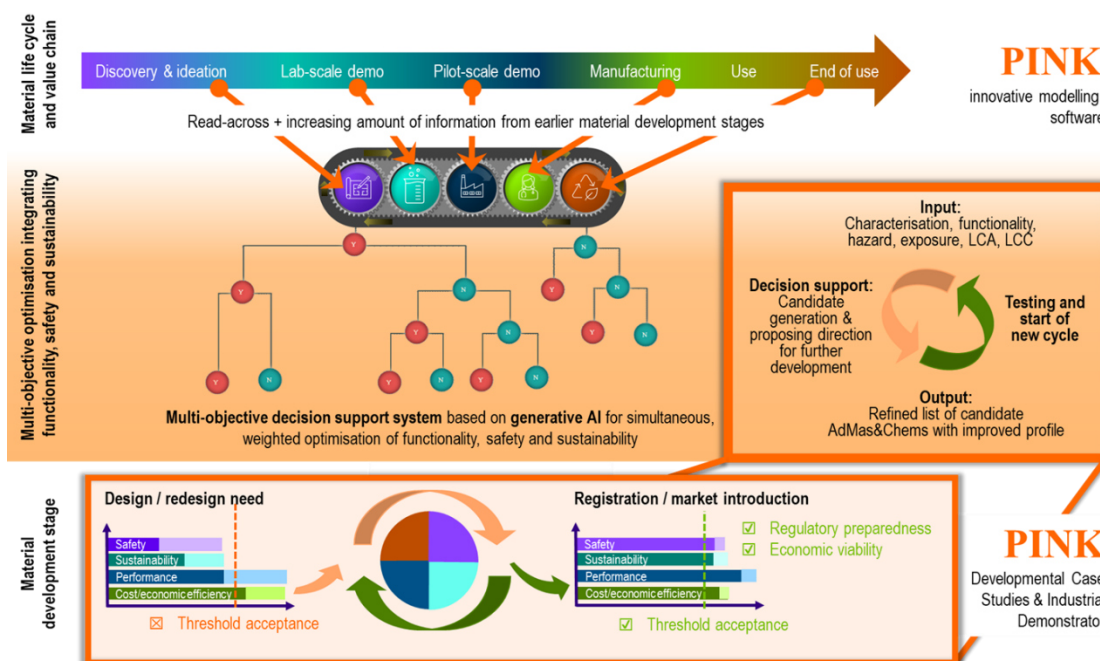 Material life cycle
and value chain
Discovery & ideation
Lab-scale demo
Pilot-scale demo
Manufacturing
Use
End of use
PINK
innovative modelling
software
Read-across + increasing amount of information from earlier material development stages
Multi-objective optimisation integrating
functionality, safety and sustainability
Y
N
Y
N
Y
N
Y
N
Y
N
Y
N
Y
N
Y
N
Multi-objective decision support system based on generative AI for simultaneous,
weighted optimisation of functionality, safety and sustainability
Input:
Characterisation, functionality,
hazard, exposure, LCA, LCC
Decision support:
Candidate
generation &
proposing direction
for further
development
Testing and
start of
new cycle
Output:
Refined list of candidate
AdMas&Chems with improved profile
Material
development stage
Design / redesign need
Safety
Sustainability
Performance
Cost/economic efficiency
Threshold acceptance
Registration / market introduction
Safety
Sustainability
Performance
Cost/economic efficiency
Regulatory preparedness
Economic viability
Threshold acceptance
PINK
Developmental Case
Studies & Industria
Demonstrato